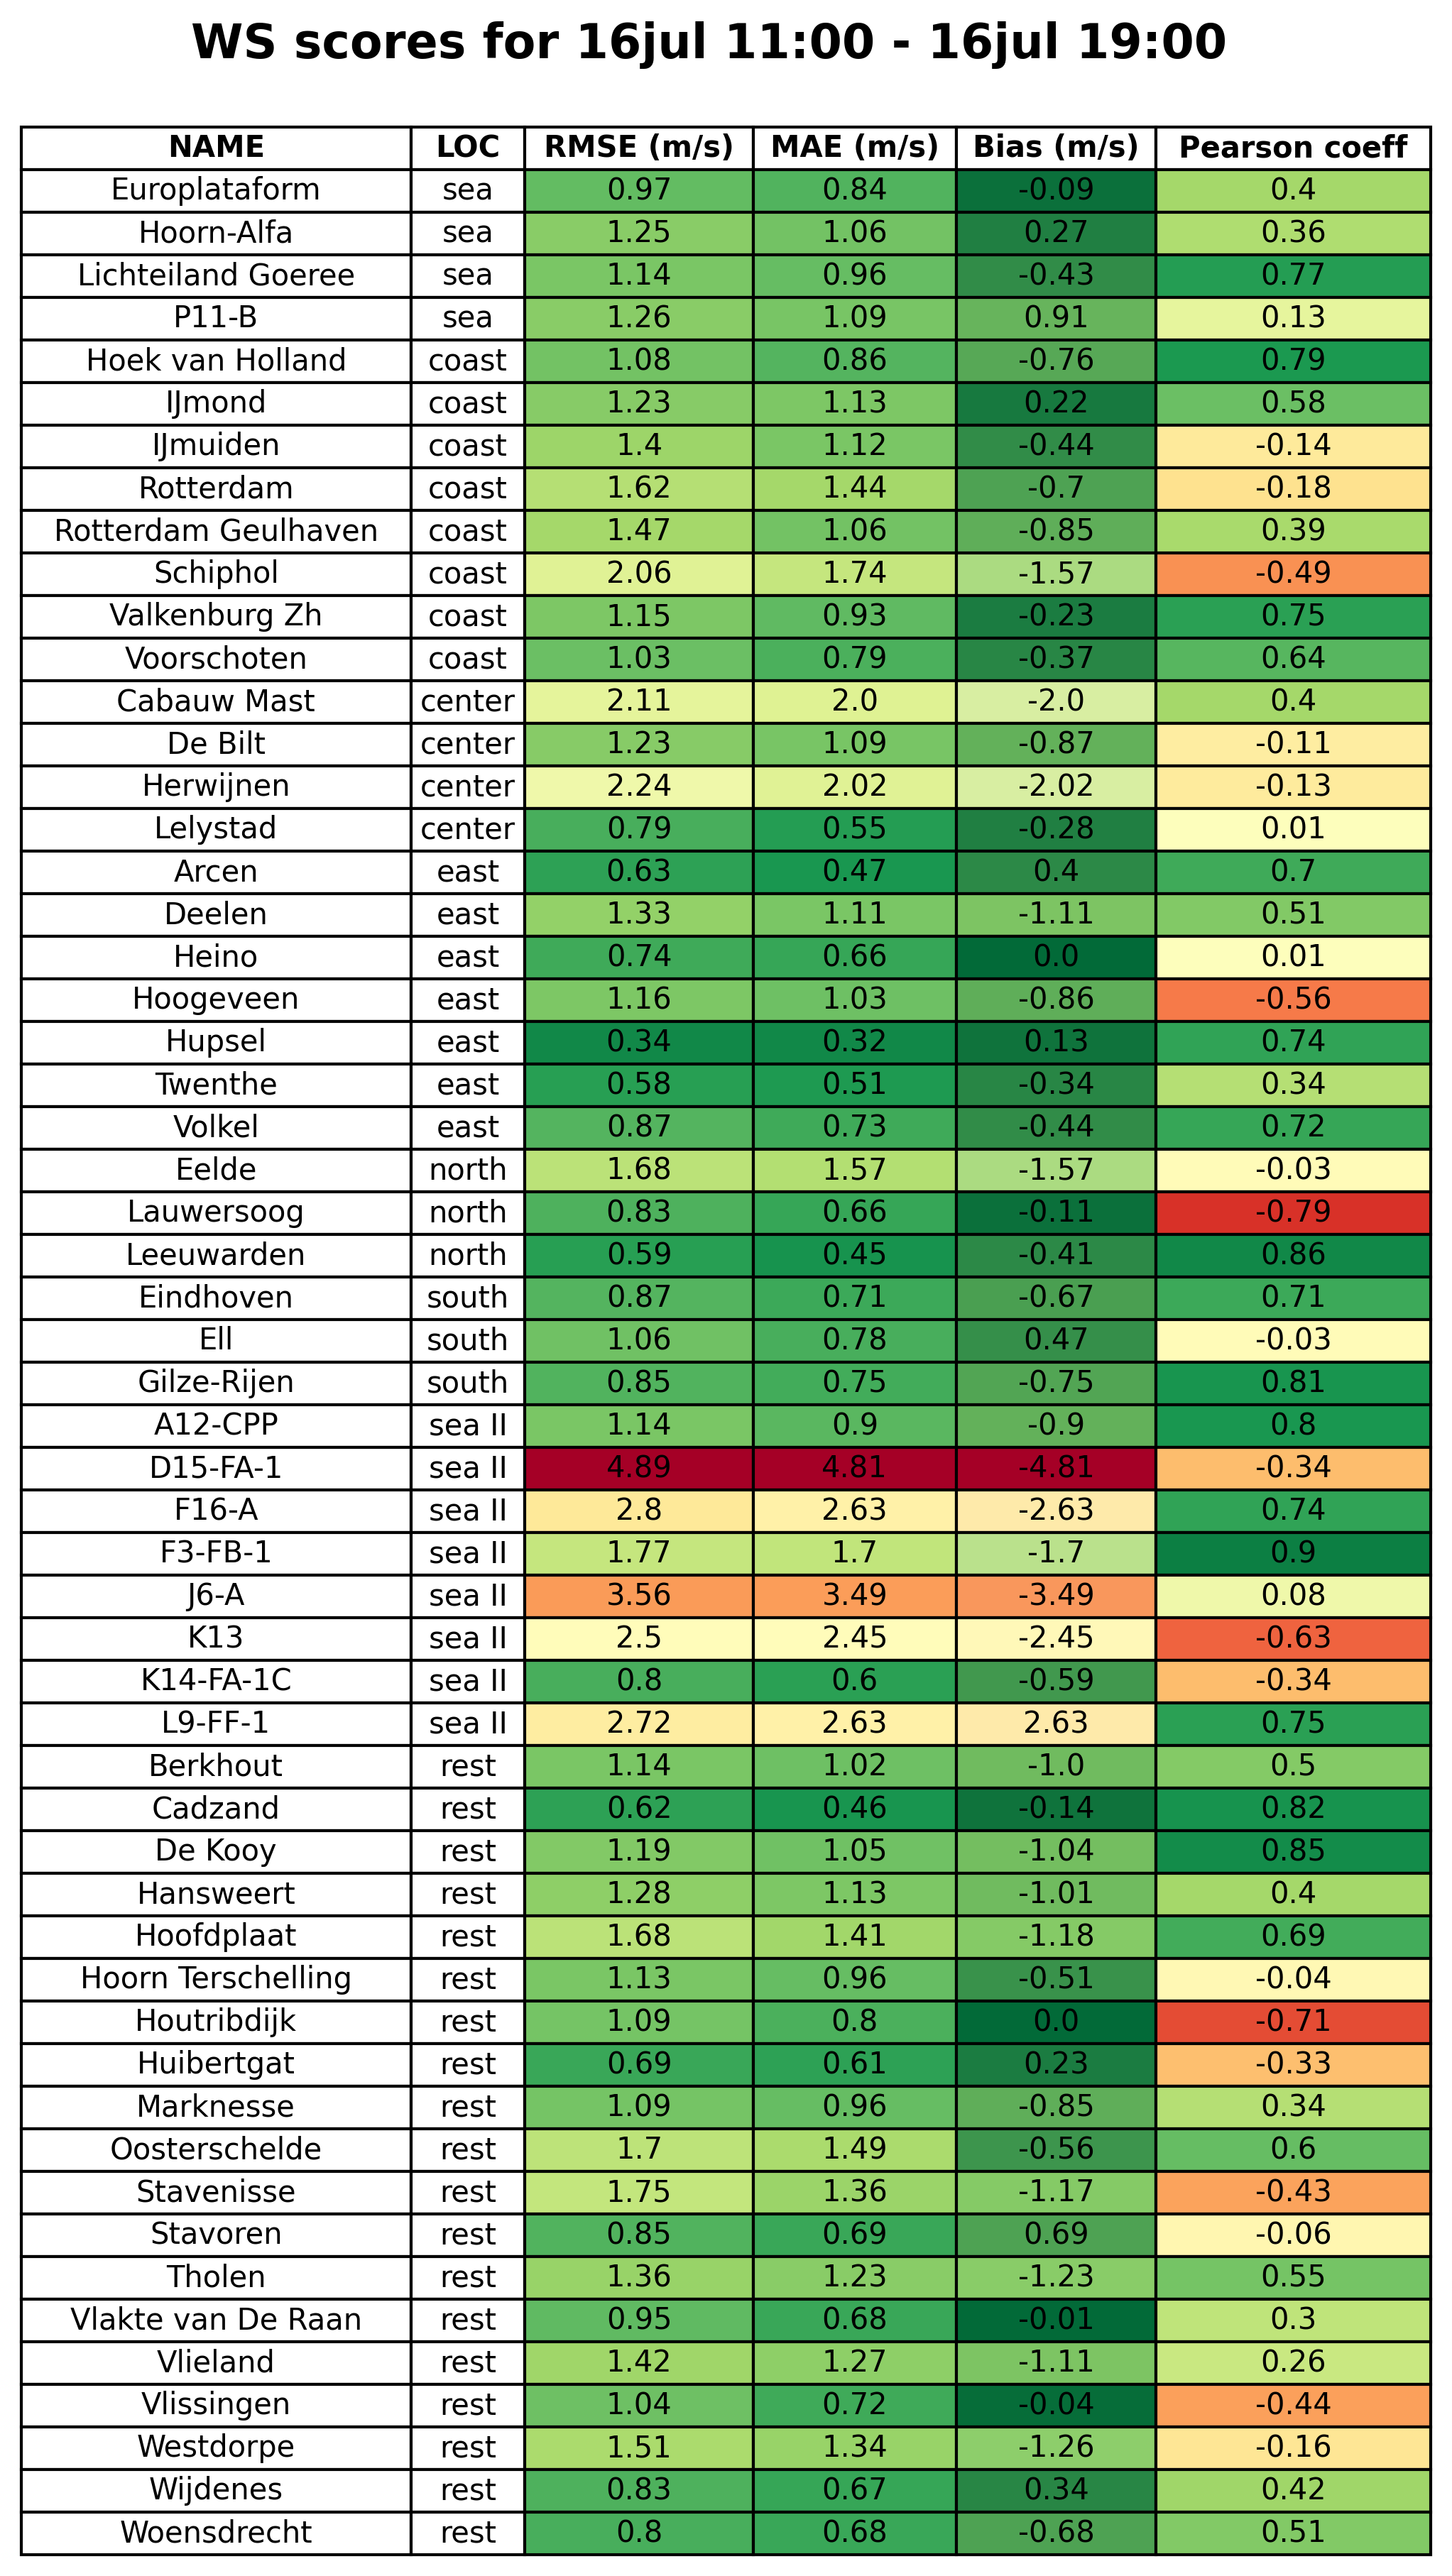 WS scores for 16jul 11:00 - 16jul 19:00
NAME LOC RMSE (m/s) MAE (m/s) Bias (m/s) Pearson coeff
Europlataform sea 0.97 0.84 -0.09 0.4
Hoorn-Alfa sea 1.25 1.06 0.27 0.36
Lichteiland Goeree sea 1.14 0.96 -0.43 0.77
P11-B sea 1.26 1.09 0.91 0.13
Hoek van Holland coast 1.08 0.86 -0.76 0.79
IJmond coast 1.23 1.13 0.22 0.58
IJmuiden coast 1.4 1.12 -0.44 -0.14
Rotterdam coast 1.62 1.44 -0.7 -0.18
Rotterdam Geulhaven coast 1.47 1.06 -0.85 0.39
Schiphol coast 2.06 1.74 -1.57 -0.49
Valkenburg Zh coast 1.15 0.93 -0.23 0.75
Voorschoten coast 1.03 0.79 -0.37 0.64
Cabauw Mast center 2.11 2.0 -2.0 0.4
De Bilt center 1.23 1.09 -0.87 -0.11
Herwijnen center 2.24 2.02 -2.02 -0.13
Lelystad center 0.79 0.55 -0.28 0.01
Arcen east 0.63 0.47 0.4 0.7
Deelen east 1.33 1.11 -1.11 0.51
Heino east 0.74 0.66 0.0 0.01
Hoogeveen east 1.16 1.03 -0.86 -0.56
Hupsel east 0.34 0.32 0.13 0.74
Twenthe east 0.58 0.51 -0.34 0.34
Volkel east 0.87 0.73 -0.44 0.72
Eelde north 1.68 1.57 -1.57 -0.03
Lauwersoog north 0.83 0.66 -0.11 -0.79
Leeuwarden north 0.59 0.45 -0.41 0.86
Eindhoven south 0.87 0.71 -0.67 0.71
Ell south 1.06 0.78 0.47 -0.03
Gilze-Rijen south 0.85 0.75 -0.75 0.81
A12-CPP sea II 1.14 0.9 -0.9 0.8
D15-FA-1 sea II 4.89 4.81 -4.81 -0.34
F16-A sea II 2.8 2.63 -2.63 0.74
F3-FB-1 sea II 1.77 1.7 -1.7 0.9
J6-A sea II 3.56 3.49 -3.49 0.08
K13 sea II 2.5 2.45 -2.45 -0.63
K14-FA-1C sea II 0.8 0.6 -0.59 -0.34
L9-FF-1 sea II 2.72 2.63 2.63 0.75
Berkhout rest 1.14 1.02 -1.0 0.5
Cadzand rest 0.62 0.46 -0.14 0.82
De Kooy rest 1.19 1.05 -1.04 0.85
Hansweert rest 1.28 1.13 -1.01 0.4
Hoofdplaat rest 1.68 1.41 -1.18 0.69
Hoorn Terschelling rest 1.13 0.96 -0.51 -0.04
Houtribdijk rest 1.09 0.8 0.0 -0.71
Huibertgat rest 0.69 0.61 0.23 -0.33
Marknesse rest 1.09 0.96 -0.85 0.34
Oosterschelde rest 1.7 1.49 -0.56 0.6
Stavenisse rest 1.75 1.36 -1.17 -0.43
Stavoren rest 0.85 0.69 0.69 -0.06
Tholen rest 1.36 1.23 -1.23 0.55
Vlakte van De Raan rest 0.95 0.68 -0.01 0.3
Vlieland rest 1.42 1.27 -1.11 0.26
Vlissingen rest 1.04 0.72 -0.04 -0.44
Westdorpe rest 1.51 1.34 -1.26 -0.16
Wijdenes rest 0.83 0.67 0.34 0.42
Woensdrecht rest 0.8 0.68 -0.68 0.51